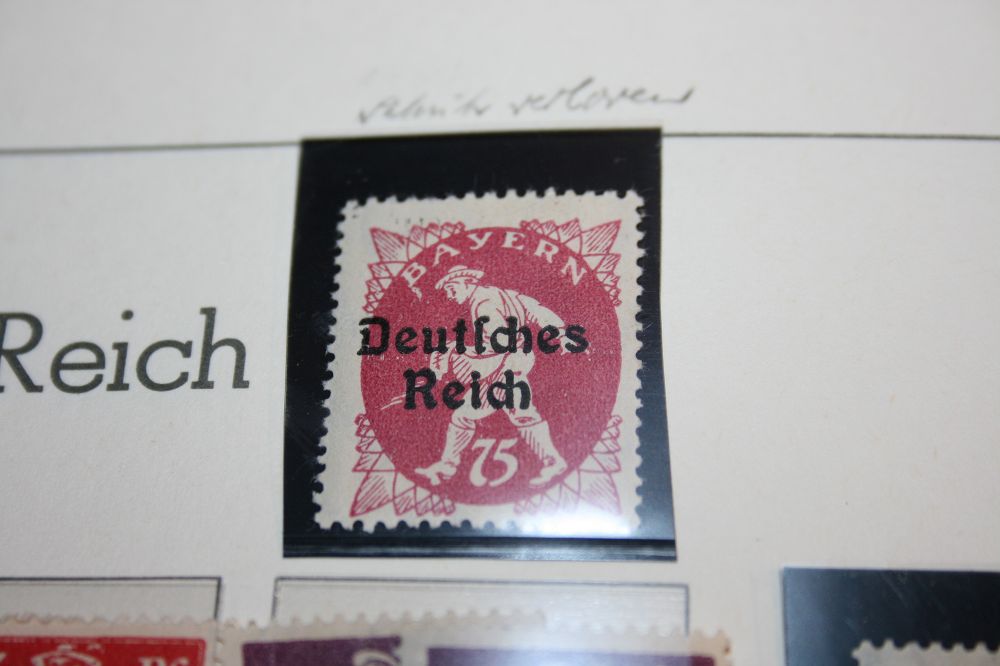 BAYERN
Deutſches
Reich
75
Reich